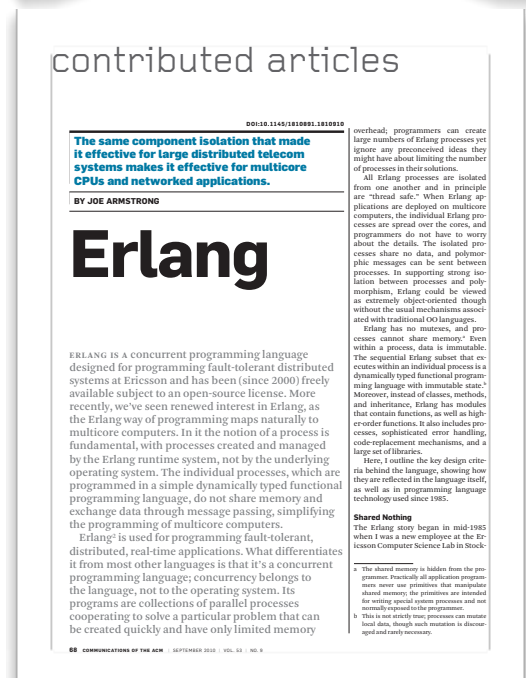 contributed articles
DOI:10.1145/1810891.1810910
The same component isolation that made
it effective for large distributed telecom
systems makes it effective for multicore
CPUs and networked applications.
BY JOE ARMSTRONG
Erlang
ERLANG IS A concurrent programming language
designed for programming fault-tolerant distributed
systems at Ericsson and has been (since 2000) freely
available subject to an open-source license. More
recently, we've seen renewed interest in Erlang, as
the Erlang way of programming maps naturally to
multicore computers. In it the notion of a process is
fundamental, with processes created and managed
by the Erlang runtime system, not by the underlying
operating system. The individual processes, which are
programmed in a simple dynamically typed functional
programming language, do not share memory and
exchange data through message passing, simplifying
the programming of multicore computers.
Erlang² is used for programming fault-tolerant,
distributed, real-time applications. What differentiates
it from most other languages is that it's a concurrent
programming language; concurrency belongs to
the language, not to the operating system. Its
programs are collections of parallel processes
cooperating to solve a particular problem that can
be created quickly and have only limited memory
overhead; programmers can create
large numbers of Erlang processes yet
ignore any preconceived ideas they
might have about limiting the number
of processes in their solutions.
All Erlang processes are isolated
from one another and in principle
are "thread safe." When Erlang ap-
plications are deployed on multicore
computers, the individual Erlang pro-
cesses are spread over the cores, and
programmers do not have to worry
about the details. The isolated pro-
cesses share no data, and polymor-
phic messages can be sent between
processes. In supporting strong iso-
lation between processes and poly-
morphism, Erlang could be viewed
as extremely object-oriented though
without the usual mechanisms associ-
ated with traditional OO languages.
Erlang has no mutexes, and pro-
cesses cannot share memory.ª Even
within a process, data is immutable.
The sequential Erlang subset that ex-
ecutes within an individual process is a
dynamically typed functional program-
ming language with immutable state.ᵇ
Moreover, instead of classes, methods,
and inheritance, Erlang has modules
that contain functions, as well as high-
er-order functions. It also includes pro-
cesses, sophisticated error handling,
code-replacement mechanisms, and a
large set of libraries.
Here, I outline the key design crite-
ria behind the language, showing how
they are reflected in the language itself,
as well as in programming language
technology used since 1985.
Shared Nothing
The Erlang story began in mid-1985
when I was a new employee at the Er-
icsson Computer Science Lab in Stock-
a The shared memory is hidden from the pro-
grammer. Practically all application program-
mers never use primitives that manipulate
shared memory; the primitives are intended
for writing special system processes and not
normally exposed to the programmer.
b This is not strictly true; processes can mutate
local data, though such mutation is discour-
aged and rarely necessary.
68 COMMUNICATIONS OF THE ACM | SEPTEMBER 2010 | VOL. 53 | NO. 9